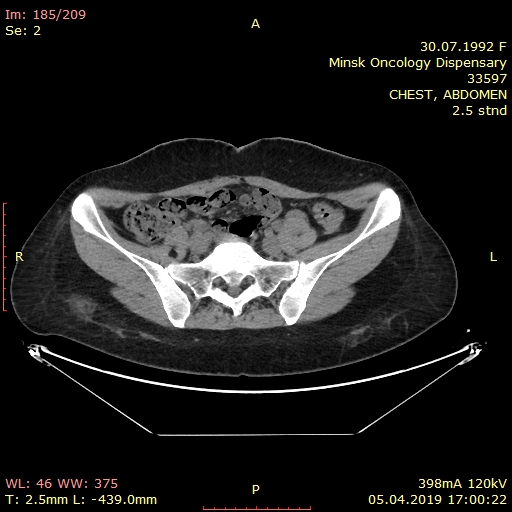 Im: 185/209
Se: 2
A
30.07.1992 F
Minsk Oncology Dispensary
33597
CHEST, ABDOMEN
2.5 stnd
R
L
WL: 46 WW: 375
T: 2.5mm L: -439.0mm
P
398mA 120kV
05.04.2019 17:00:22